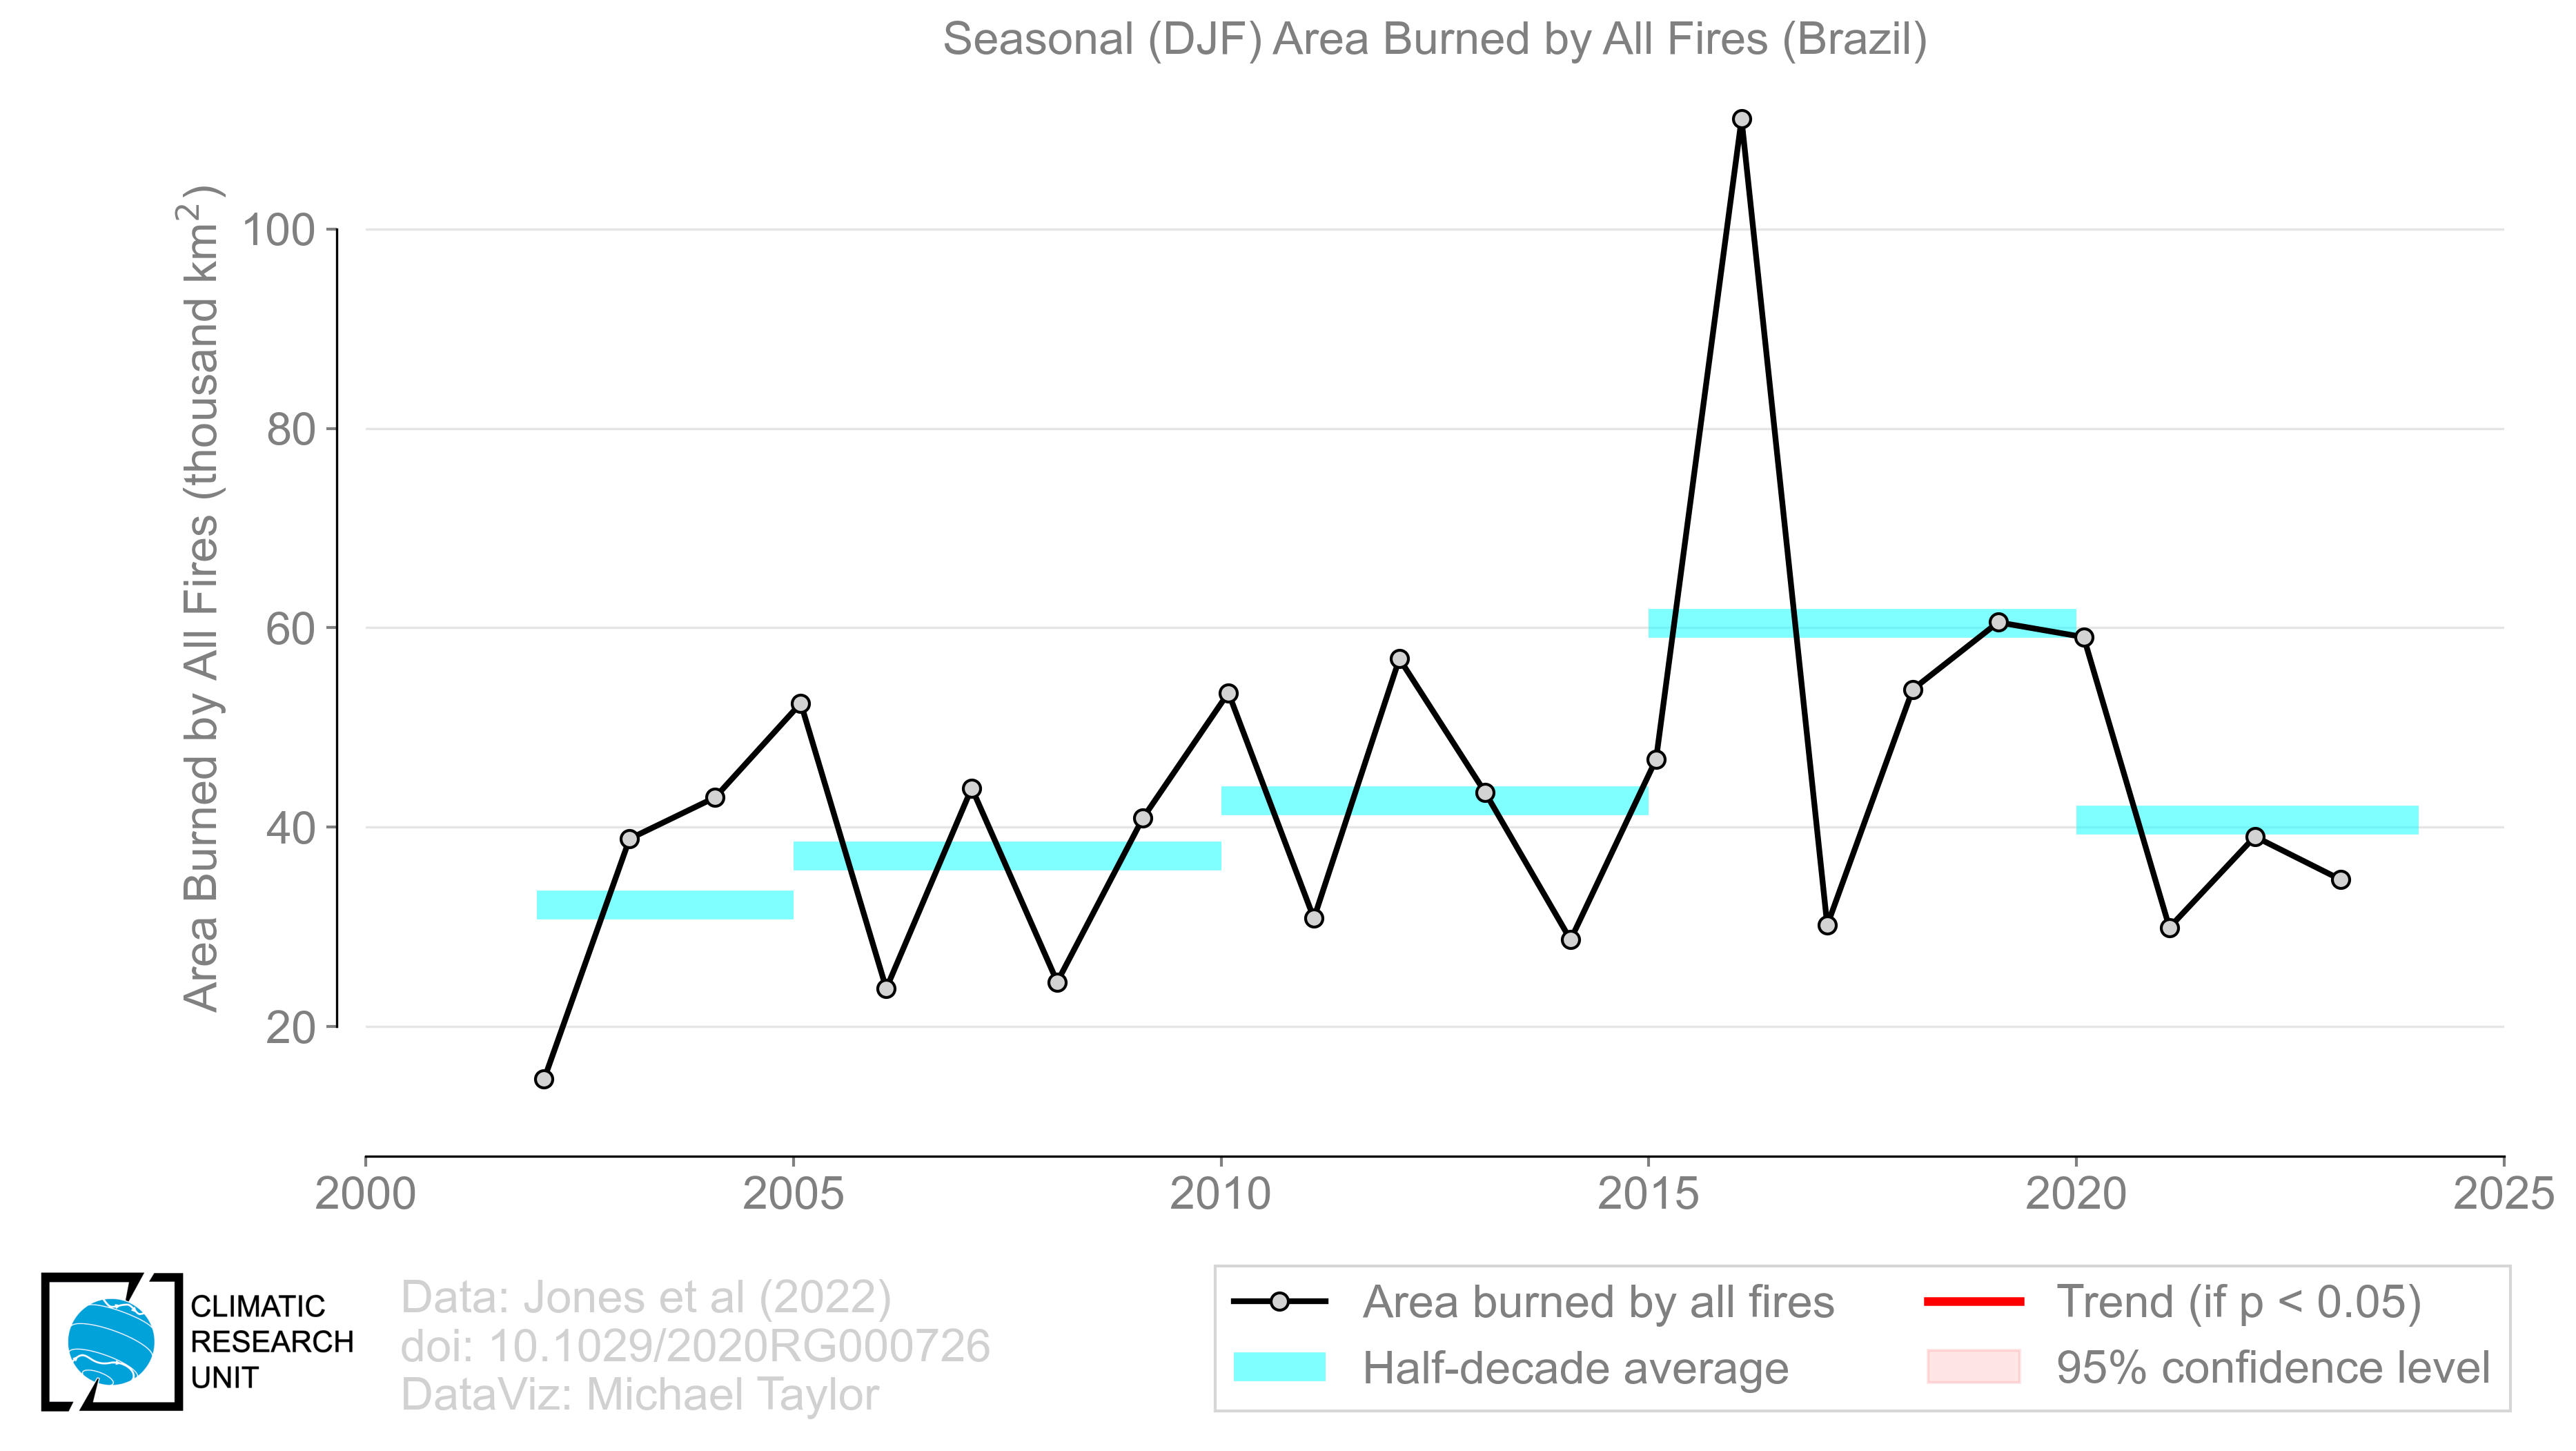 Seasonal (DJF) Area Burned by All Fires (Brazil)
Area Burned by All Fires (thousand km²)
100
80
60
40
20
2000 2005 2010 2015 2020 2025
CLIMATIC
RESEARCH
UNIT
Data: Jones et al (2022)
doi: 10.1029/2020RG000726
DataViz: Michael Taylor
Area burned by all fires
Half-decade average
Trend (if p < 0.05)
95% confidence level